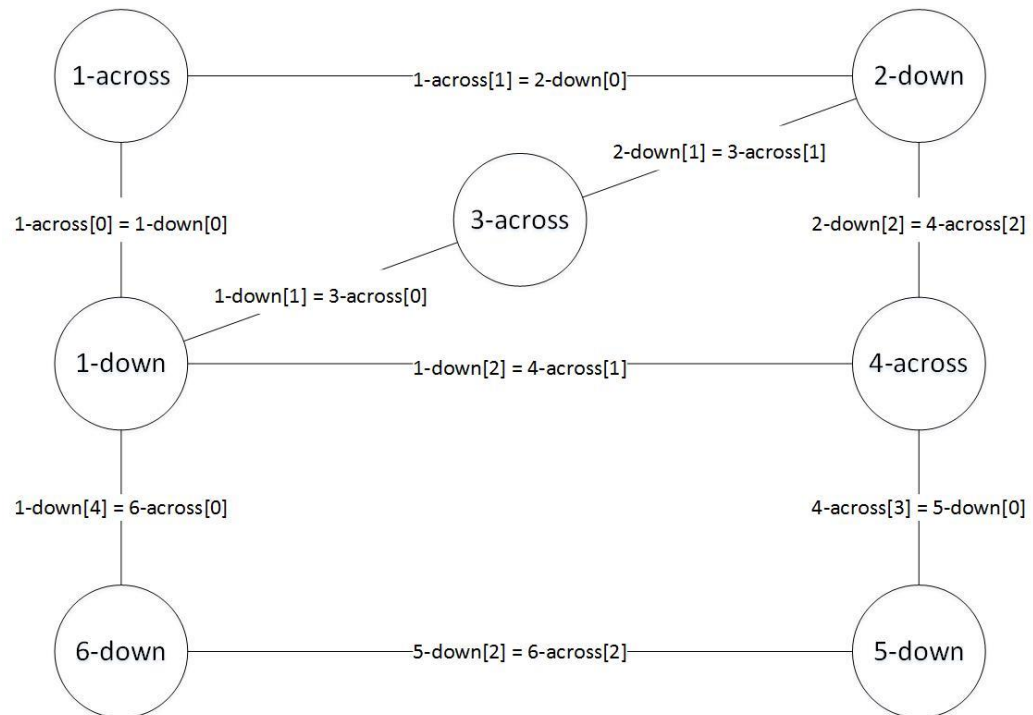 1-across
1-across[1] = 2-down[0]
2-down
2-down[1] = 3-across[1]
3-across
1-across[0] = 1-down[0]
2-down[2] = 4-across[2]
1-down[1] = 3-across[0]
1-down
1-down[2] = 4-across[1]
4-across
1-down[4] = 6-across[0]
4-across[3] = 5-down[0]
6-down
5-down[2] = 6-across[2]
5-down